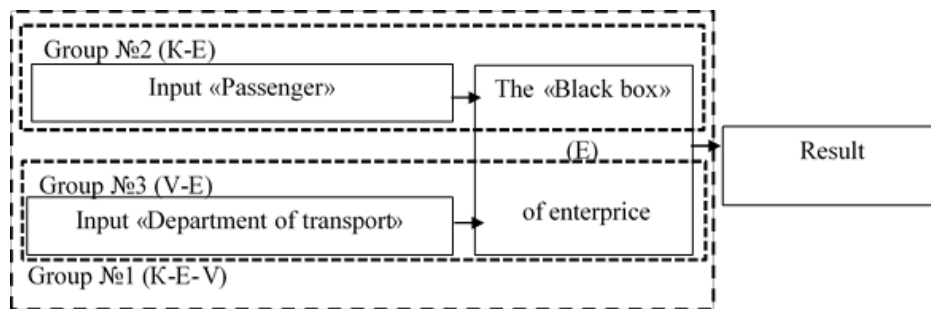 Group №2 (K-E)
Input «Passenger»
The «Black box»
(E)
of enterprice
Result
Group №3 (V-E)
Input «Department of transport»
Group №1 (K-E-V)